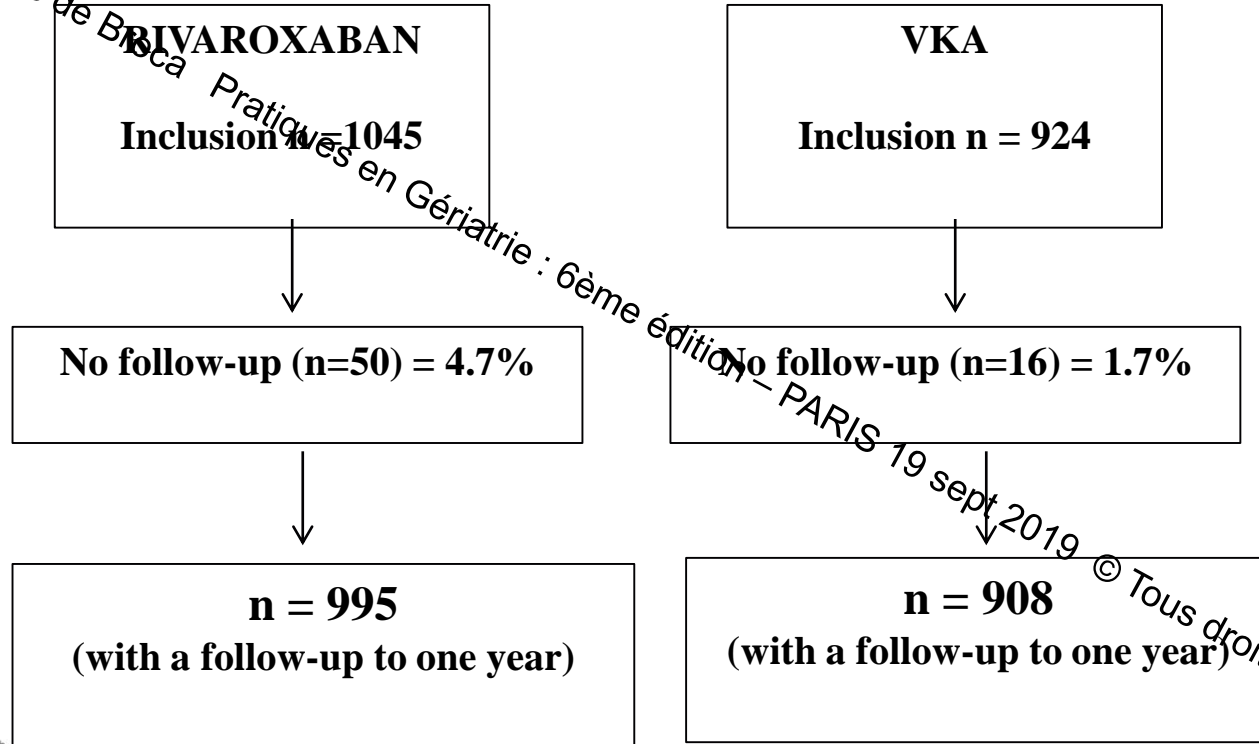 RIVAROXABAN
Inclusion n =1045
VKA
Inclusion n = 924
No follow-up (n=50) = 4.7%
No follow-up (n=16) = 1.7%
n = 995
(with a follow-up to one year)
n = 908
(with a follow-up to one year)
de Broca Pratiques en Gériatrie : 6ème édition – PARIS 19 sept 2019 © Tous